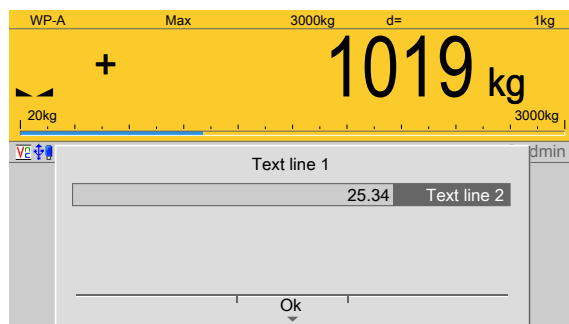 WP-A Max 3000kg d= 1kg
+ 1019 kg
20kg 3000kg
dmin
Text line 1
25.34 Text line 2
Ok